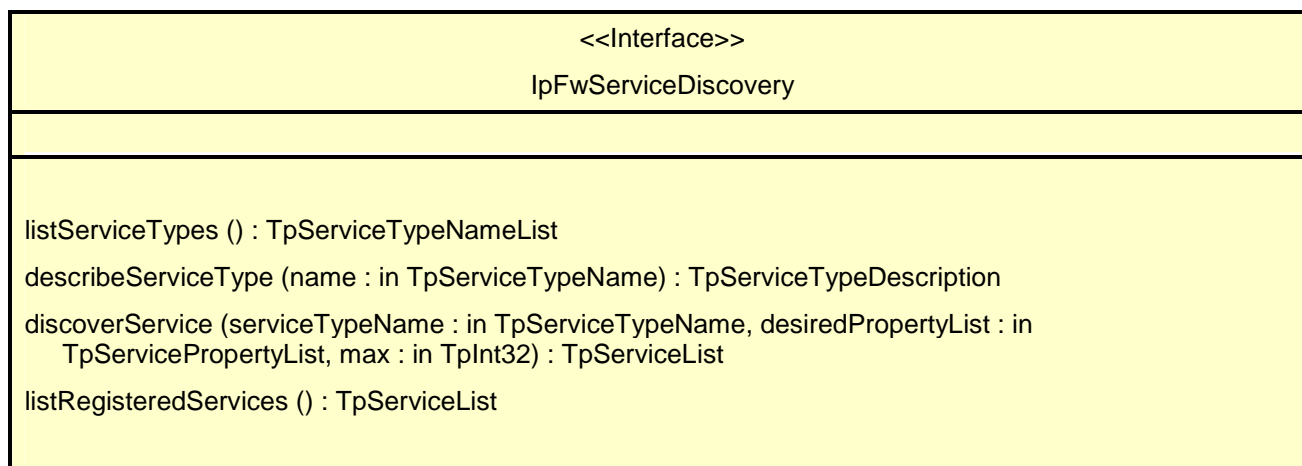 <<Interface>>
IpFwServiceDiscovery
listServiceTypes () : TpServiceTypeNameList
describeServiceType (name : in TpServiceTypeName) : TpServiceTypeDescription
discoverService (serviceTypeName : in TpServiceTypeName, desiredPropertyList : in
TpServicePropertyList, max : in TpInt32) : TpServiceList
listRegisteredServices () : TpServiceList